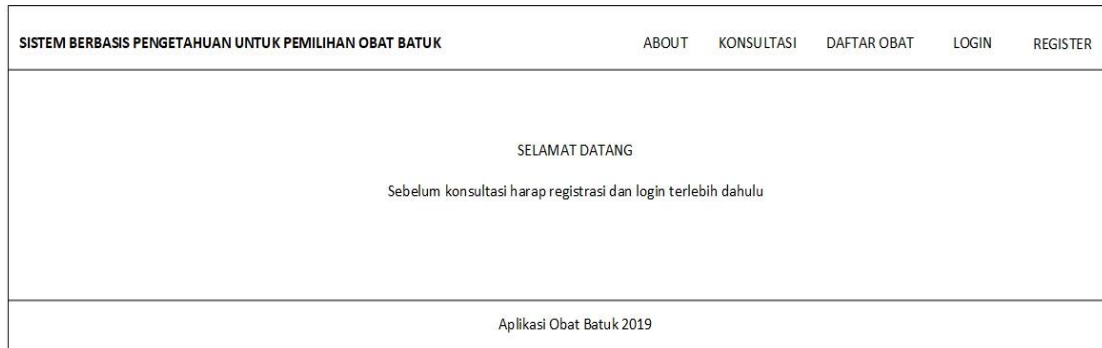 SISTEM BERBASIS PENGETAHUAN UNTUK PEMILIHAN OBAT BATUK ABOUT KONSULTASI DAFTAR OBAT LOGIN REGISTER
SELAMAT DATANG
Sebelum konsultasi harap registrasi dan login terlebih dahulu
Aplikasi Obat Batuk 2019